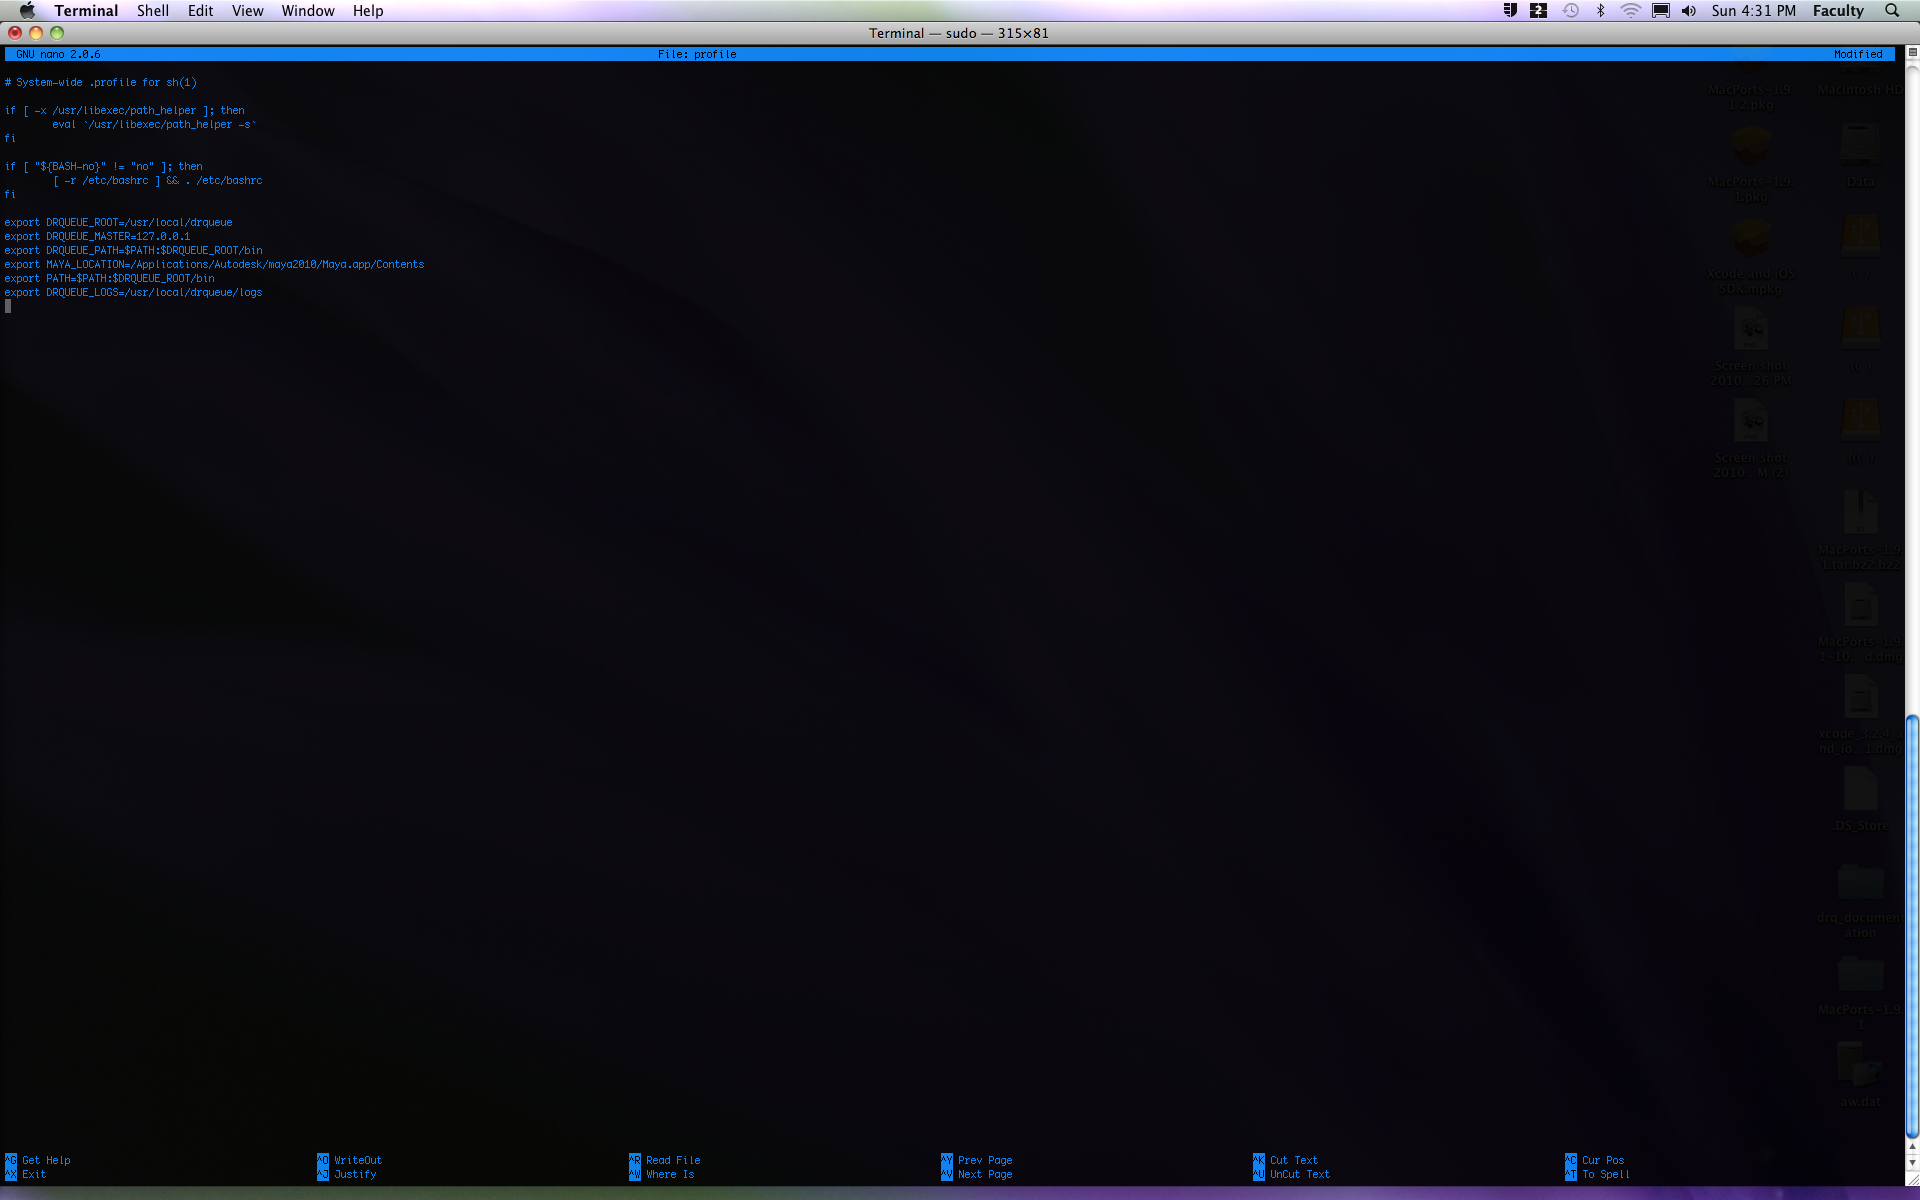 Terminal Shell Edit View Window Help 2 Sun 4:31 PM Faculty
Terminal — sudo — 315×81
GNU nano 2.0.6 File: profile Modified
# System-wide .profile for sh(1)
if [ -x /usr/libexec/path_helper ]; then
eval `/usr/libexec/path_helper -s`
fi
if [ "${BASH-no}" != "no" ]; then
[ -r /etc/bashrc ] && . /etc/bashrc
fi
export DRQUEUE_ROOT=/usr/local/drqueue
export DRQUEUE_MASTER=127.0.0.1
export DRQUEUE_PATH=$PATH:$DRQUEUE_ROOT/bin
export MAYA_LOCATION=/Applications/Autodesk/maya2010/Maya.app/Contents
export PATH=$PATH:$DRQUEUE_ROOT/bin
export DRQUEUE_LOGS=/usr/local/drqueue/logs
MacPorts-1.9.
1.2.pkg
Macintosh HD
MacPorts-1.9.
1.pkg
Data
Xcode and iOS
SDK.mpkg
Screen shot
2010...26 PM
Screen shot
2010...M (2)
MacPorts-1.9.
1.tar.bz2.bz2
MacPorts-1.9.
1-10....d.dmg
xcode_3.2.4_a
nd_io...1.dmg
.DS_Store
drq_document
ation
MacPorts-1.9.
1
aw.dat
^G Get Help ^O WriteOut ^R Read File ^Y Prev Page ^K Cut Text ^C Cur Pos
^X Exit ^J Justify ^W Where Is ^V Next Page ^U UnCut Text ^T To Spell